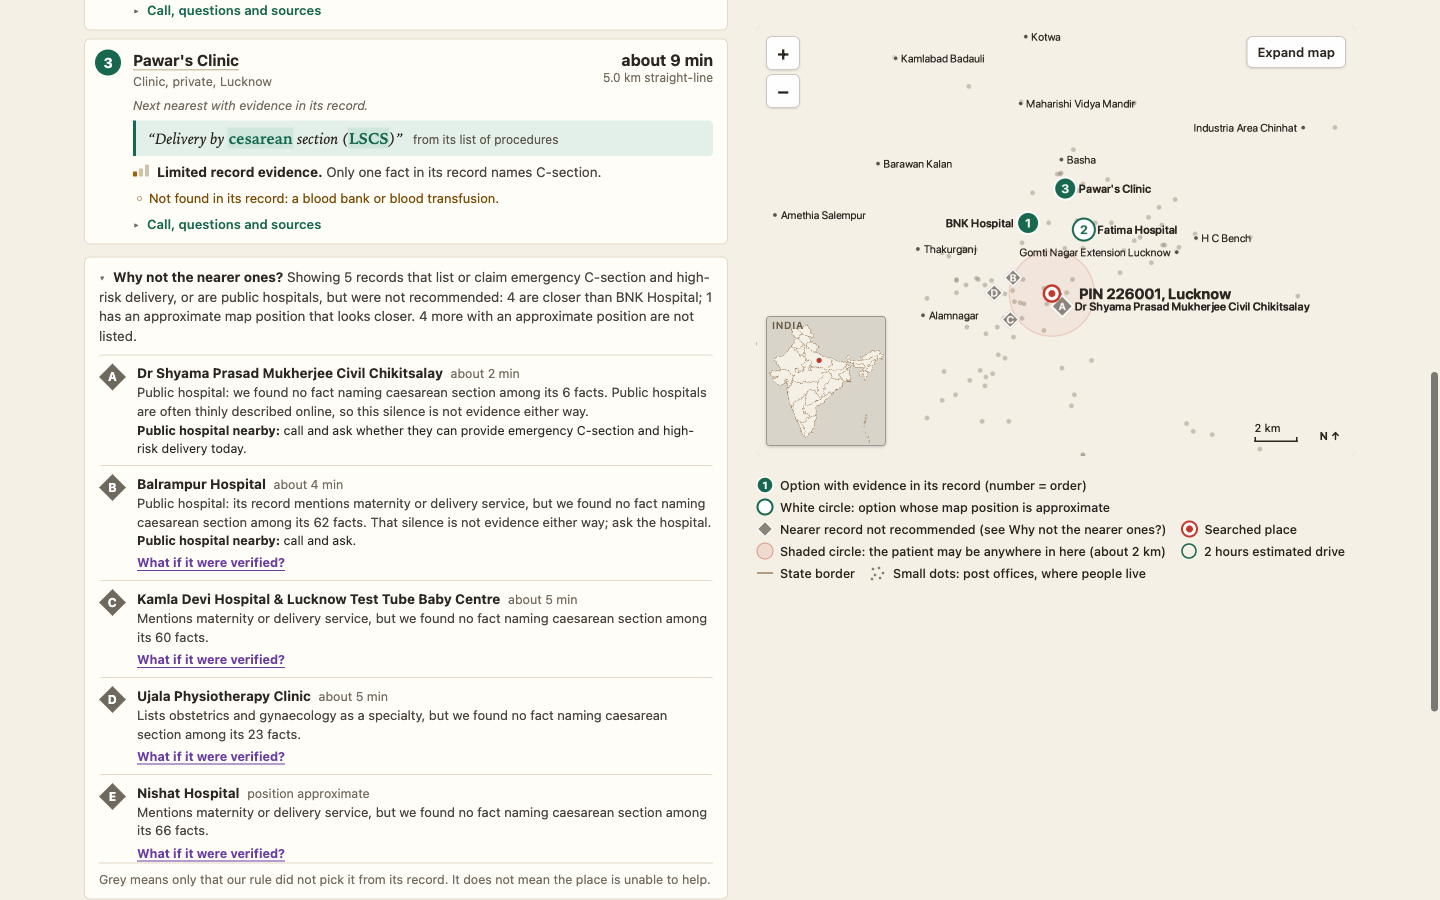 ▸ Call, questions and sources
3 Pawar's Clinic about 9 min
Clinic, private, Lucknow 5.0 km straight-line
Next nearest with evidence in its record.
“Delivery by cesarean section (LSCS)” from its list of procedures
Limited record evidence. Only one fact in its record names C-section.
Not found in its record: a blood bank or blood transfusion.
▸ Call, questions and sources
▾ Why not the nearer ones? Showing 5 records that list or claim emergency C-section and high-
risk delivery, or are public hospitals, but were not recommended: 4 are closer than BNK Hospital; 1
has an approximate map position that looks closer. 4 more with an approximate position are not
listed.
A Dr Shyama Prasad Mukherjee Civil Chikitsalay about 2 min
Public hospital: we found no fact naming caesarean section among its 6 facts. Public hospitals
are often thinly described online, so this silence is not evidence either way.
Public hospital nearby: call and ask whether they can provide emergency C-section and high-
risk delivery today.
B Balrampur Hospital about 4 min
Public hospital: its record mentions maternity or delivery service, but we found no fact naming
caesarean section among its 62 facts. That silence is not evidence either way; ask the hospital.
Public hospital nearby: call and ask.
What if it were verified?
C Kamla Devi Hospital & Lucknow Test Tube Baby Centre about 5 min
Mentions maternity or delivery service, but we found no fact naming caesarean section among
its 60 facts.
What if it were verified?
D Ujala Physiotherapy Clinic about 5 min
Lists obstetrics and gynaecology as a specialty, but we found no fact naming caesarean
section among its 23 facts.
What if it were verified?
E Nishat Hospital position approximate
Mentions maternity or delivery service, but we found no fact naming caesarean section among
its 66 facts.
What if it were verified?
Grey means only that our rule did not pick it from its record. It does not mean the place is unable to help.
+
−
Expand map
Kotwa
Kamlabad Badauli
Maharishi Vidya Mandir
Industria Area Chinhat
Basha
Barawan Kalan
3 Pawar's Clinic
Amethia Salempur
BNK Hospital 1
2 Fatima Hospital
H C Bench
Thakurganj
Gomti Nagar Extension Lucknow
B
D
PIN 226001, Lucknow
A Dr Shyama Prasad Mukherjee Civil Chikitsalay
Alamnagar
C
INDIA
2 km
N ↑
1 Option with evidence in its record (number = order)
White circle: option whose map position is approximate
Nearer record not recommended (see Why not the nearer ones?) Searched place
Shaded circle: the patient may be anywhere in here (about 2 km) 2 hours estimated drive
State border Small dots: post offices, where people live